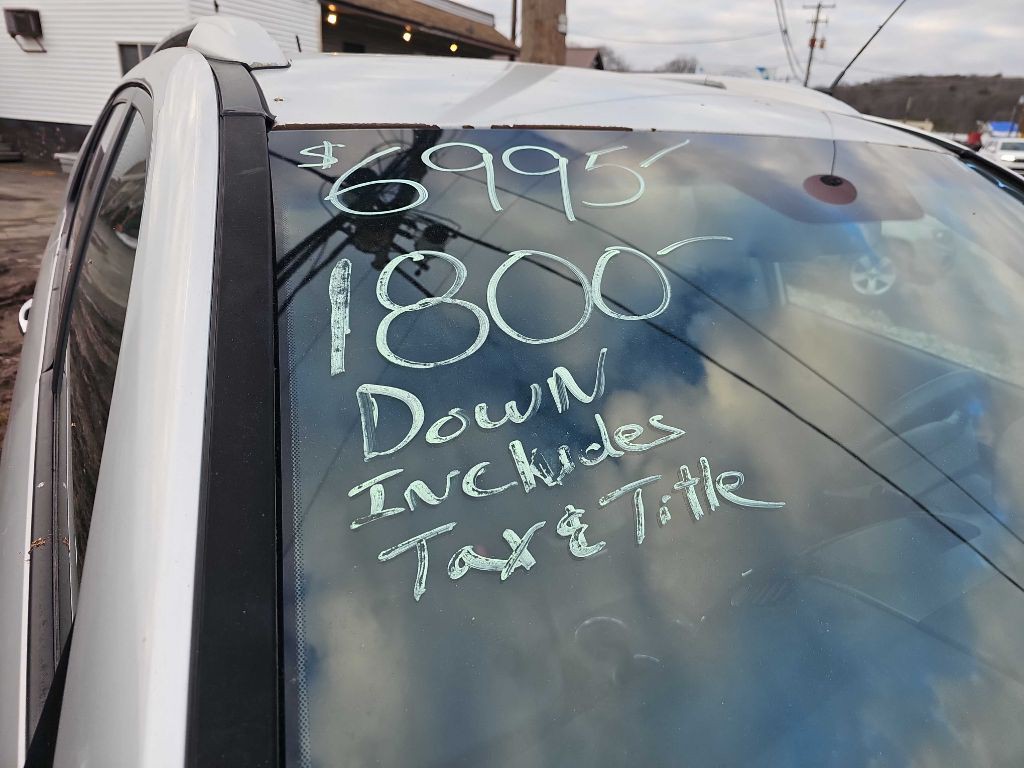 $6995-
1800-
Down
Includes
Tax & Title